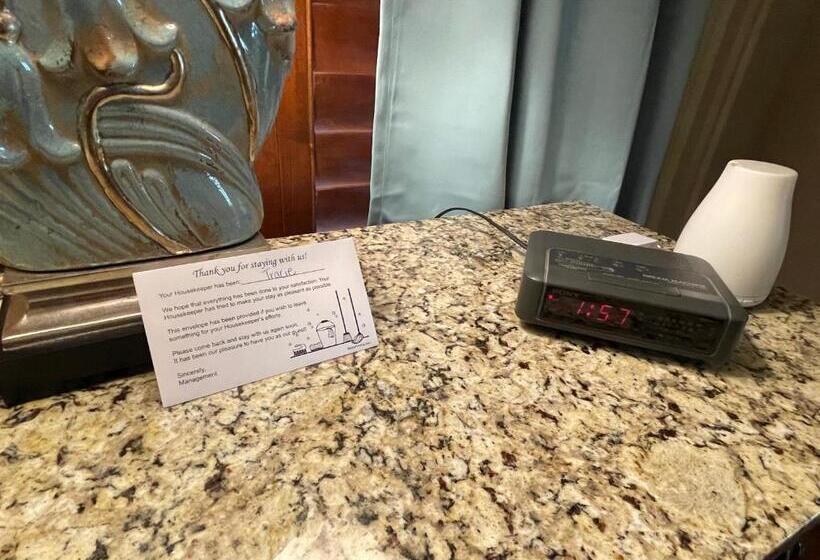 Thank you for staying with us!
Your Housekeeper has been: Tracie
We hope that everything has been done to your satisfaction. Your
Housekeeper has tried to make your stay as pleasant as possible.
This envelope has been provided if you wish to leave
something for your Housekeeper's efforts.
Please come back and stay with us again soon.
It has been our pleasure to have you as our guest!
Sincerely,
Management
1:57